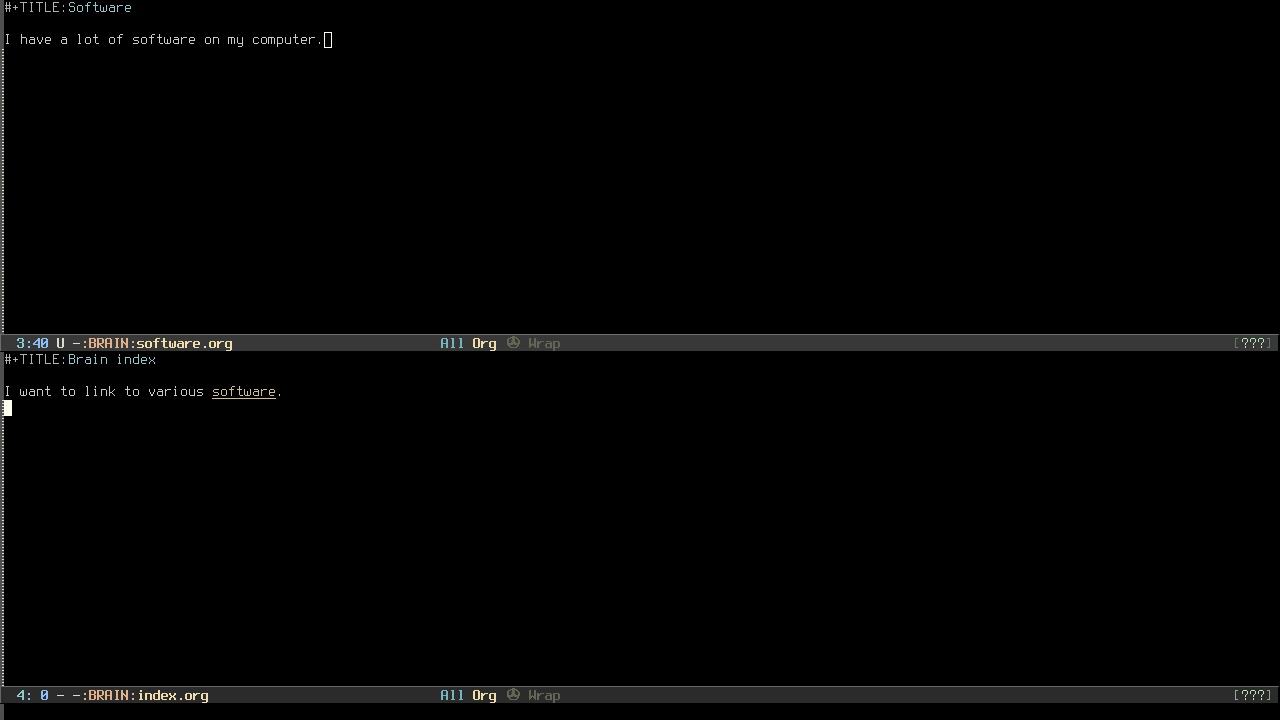 #+TITLE:Software
I have a lot of software on my computer.
3:40 U -:BRAIN:software.org All Org Wrap [???]
#+TITLE:Brain index
I want to link to various software.
4: 0 - -:BRAIN:index.org All Org Wrap [???]